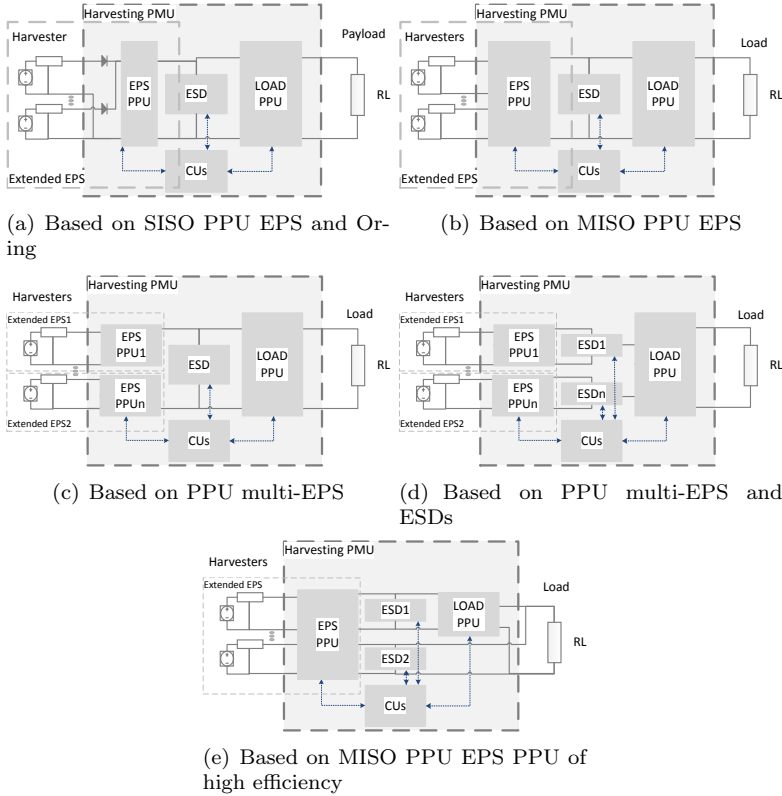 Harvesting PMU
Harvester
Payload
EPS
PPU
ESD
LOAD
PPU
RL
CUs
Extended EPS
(a) Based on SISO PPU EPS and Or-
ing
Harvesting PMU
Harvesters
Load
EPS
PPU
ESD
LOAD
PPU
RL
CUs
Extended EPS
(b) Based on MISO PPU EPS
Harvesting PMU
Harvesters
Load
Extended EPS1
EPS
PPU1
ESD
LOAD
PPU
RL
EPS
PPUn
Extended EPS2
CUs
(c) Based on PPU multi-EPS
Harvesting PMU
Harvesters
Load
Extended EPS1
EPS
PPU1
ESD1
LOAD
PPU
RL
EPS
PPUn
ESDn
Extended EPS2
CUs
(d) Based on PPU multi-EPS and
ESDs
Harvesting PMU
Harvesters
Load
Extended EPS
EPS
PPU
ESD1
LOAD
PPU
RL
ESD2
CUs
(e) Based on MISO PPU EPS PPU of
high efficiency